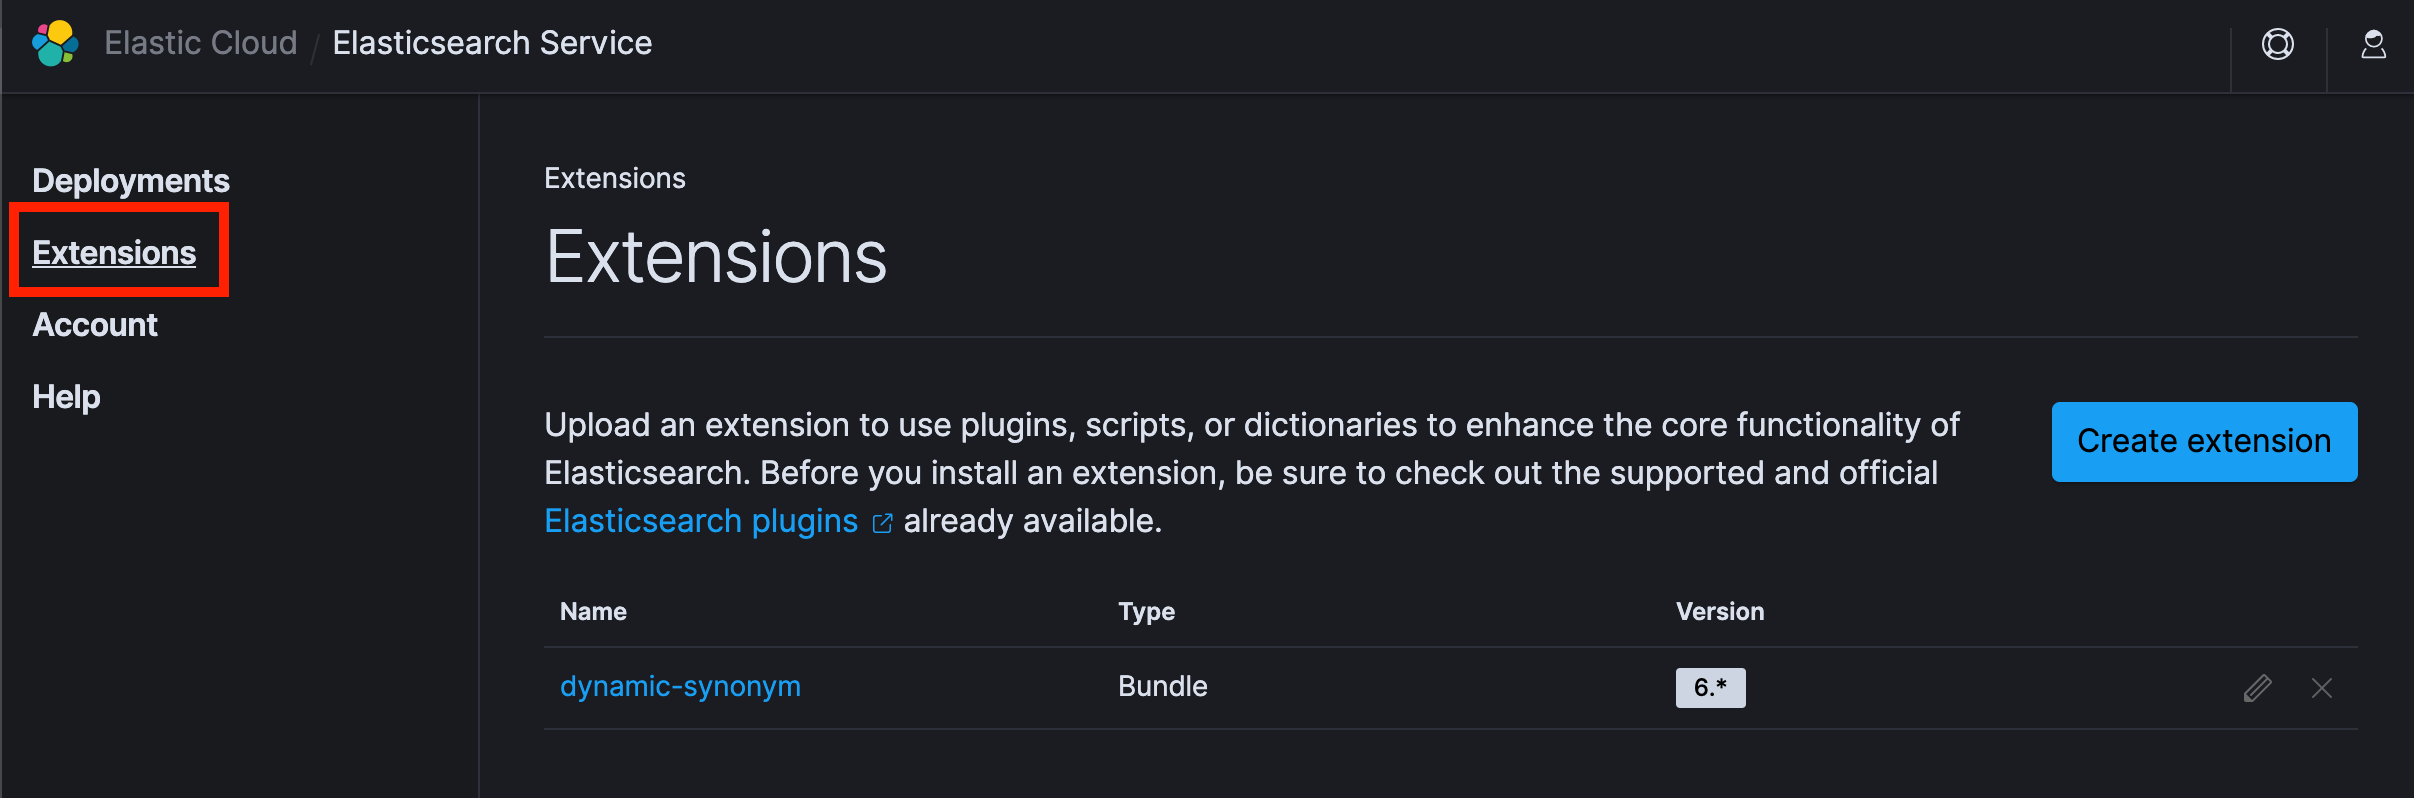 Elastic Cloud / Elasticsearch Service
Deployments
Extensions
Account
Help
Extensions
Extensions
Upload an extension to use plugins, scripts, or dictionaries to enhance the core functionality of
Elasticsearch. Before you install an extension, be sure to check out the supported and official
Elasticsearch plugins already available.
Create extension
Name Type Version
dynamic-synonym Bundle 6.*